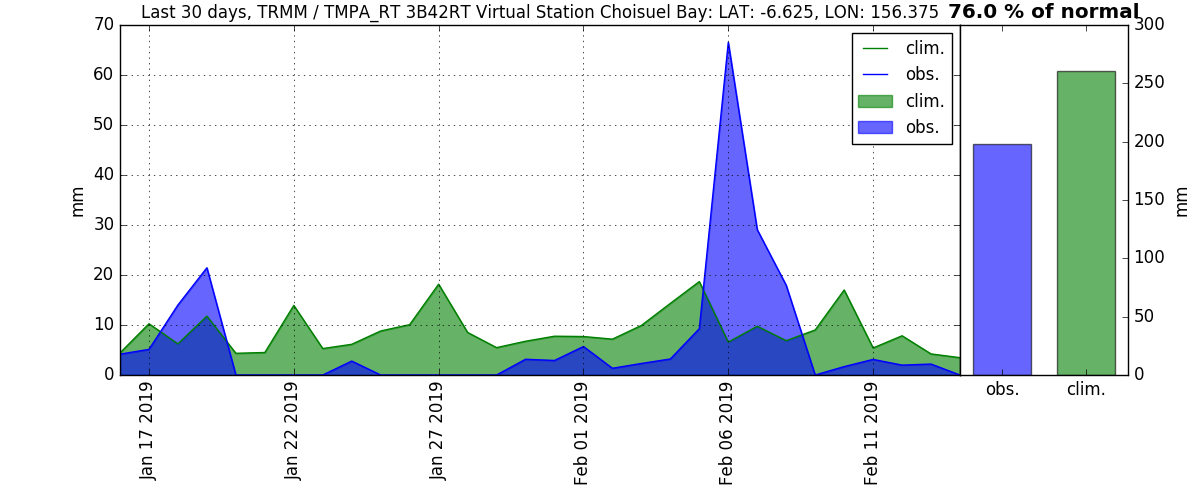 Last 30 days, TRMM / TMPA_RT 3B42RT Virtual Station Choisuel Bay: LAT: -6.625, LON: 156.375 76.0 % of normal
70
60
50
40
30
20
10
0
mm
clim.
obs.
clim.
obs.
Jan 17 2019
Jan 22 2019
Jan 27 2019
Feb 01 2019
Feb 06 2019
Feb 11 2019
300
250
200
150
100
50
0
mm
obs.
clim.